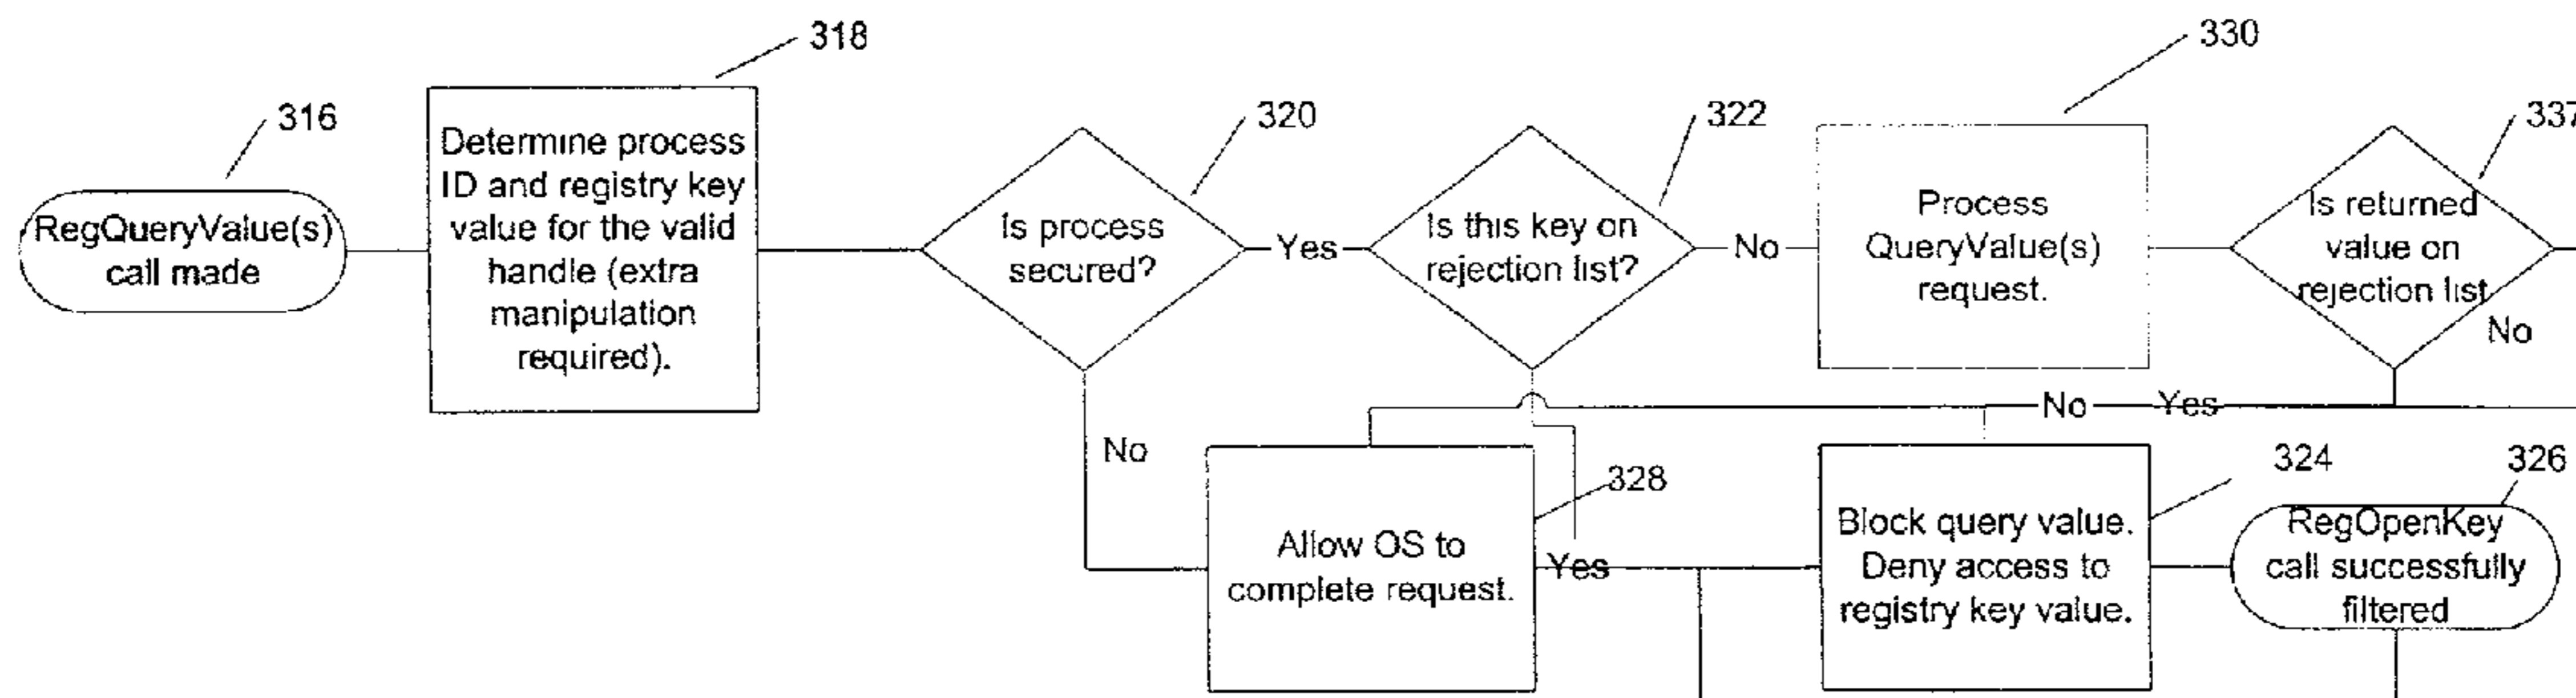 318
330
316
320
322
337
RegQueryValue(s)
call made
Determine process
ID and registry key
value for the valid
handle (extra
manipulation
required).
Is process
secured?
Yes
Is this key on
rejection list?
No
Process
QueryValue(s)
request.
Is returned
value on
rejection list
No
No
Yes
No
328
324
326
Allow OS to
complete request.
Yes
Block query value.
Deny access to
registry key value.
RegOpenKey
call successfully
filtered